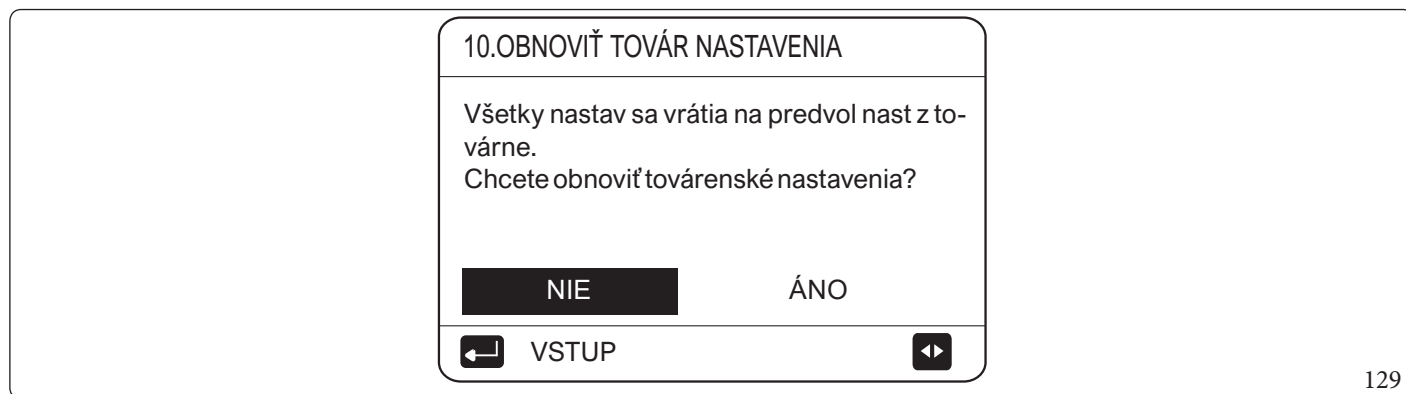 10.OBNOVIŤ TOVÁR NASTAVENIA
Všetky nastav sa vrátia na predvol nast z to-
várne.
Chcete obnoviť továrenské nastavenia?
NIE ÁNO
VSTUP
129